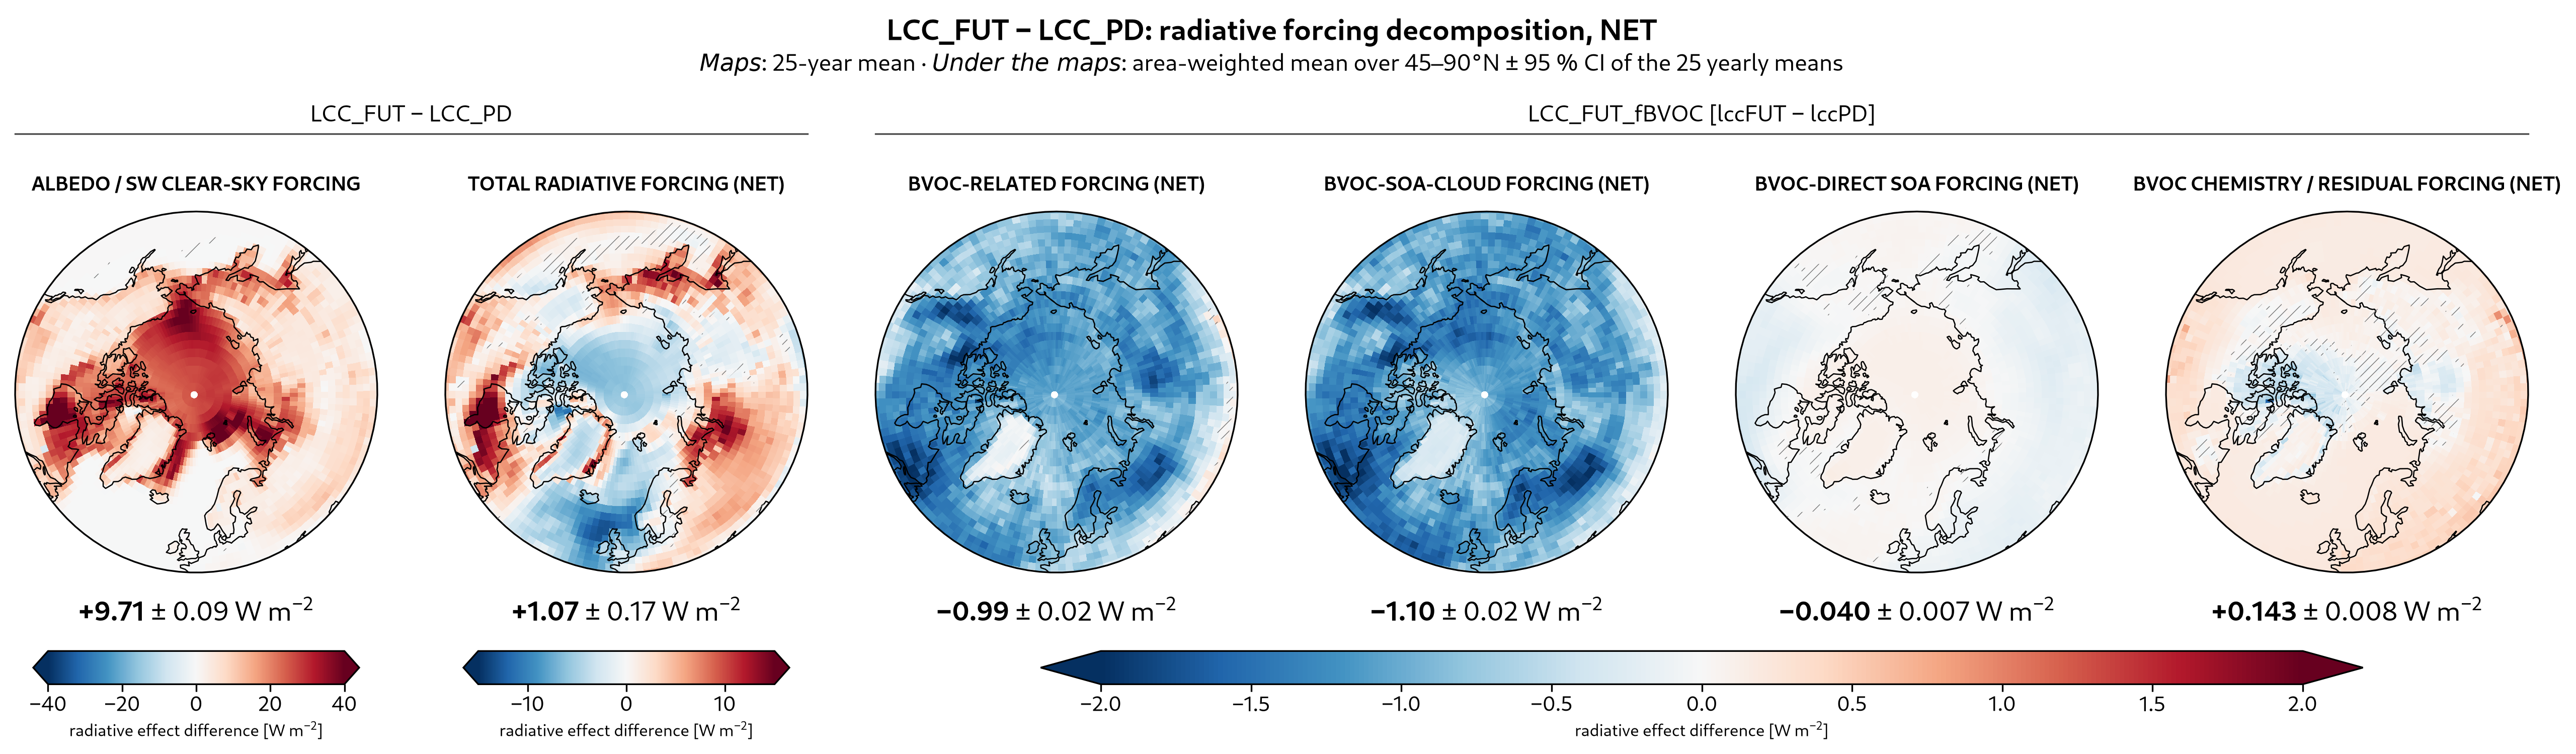 LCC_FUT − LCC_PD: radiative forcing decomposition, NET
Maps: 25-year mean · Under the maps: area-weighted mean over 45–90°N ± 95 % CI of the 25 yearly means
LCC_FUT − LCC_PD
LCC_FUT_fBVOC [lccFUT − lccPD]
ALBEDO / SW CLEAR-SKY FORCING
TOTAL RADIATIVE FORCING (NET)
BVOC-RELATED FORCING (NET)
BVOC-SOA-CLOUD FORCING (NET)
BVOC-DIRECT SOA FORCING (NET)
BVOC CHEMISTRY / RESIDUAL FORCING (NET)
+9.71 ± 0.09 W m⁻²
+1.07 ± 0.17 W m⁻²
−0.99 ± 0.02 W m⁻²
−1.10 ± 0.02 W m⁻²
−0.040 ± 0.007 W m⁻²
+0.143 ± 0.008 W m⁻²
−40 −20 0 20 40
radiative effect difference [W m⁻²]
−10 0 10
radiative effect difference [W m⁻²]
−2.0 −1.5 −1.0 −0.5 0.0 0.5 1.0 1.5 2.0
radiative effect difference [W m⁻²]